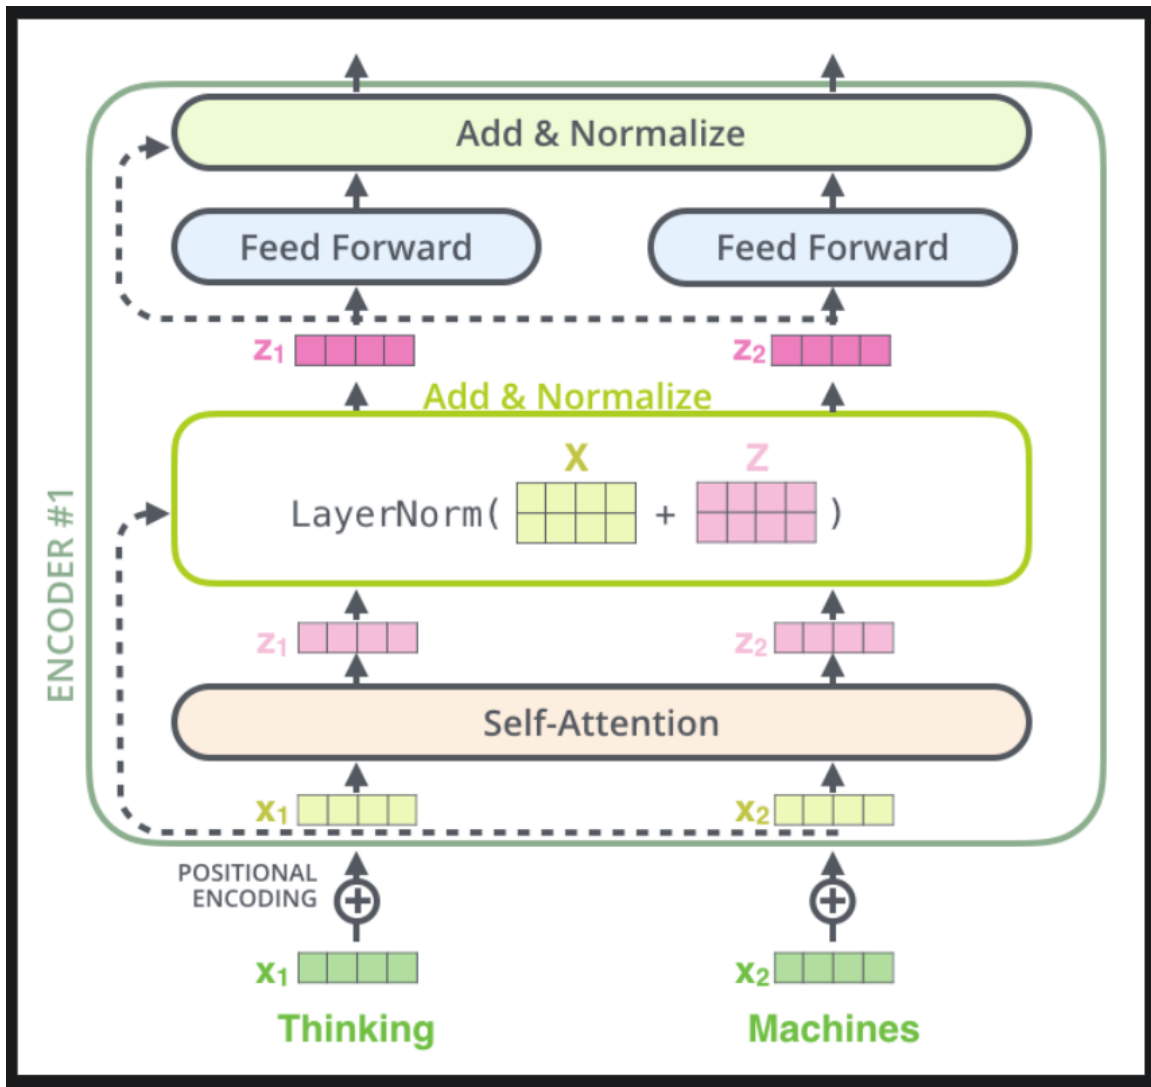 Add & Normalize
Feed Forward
Feed Forward
z1
z2
Add & Normalize
X
Z
LayerNorm(
+
)
ENCODER #1
z1
z2
Self-Attention
x1
x2
POSITIONAL
ENCODING
x1
x2
Thinking
Machines